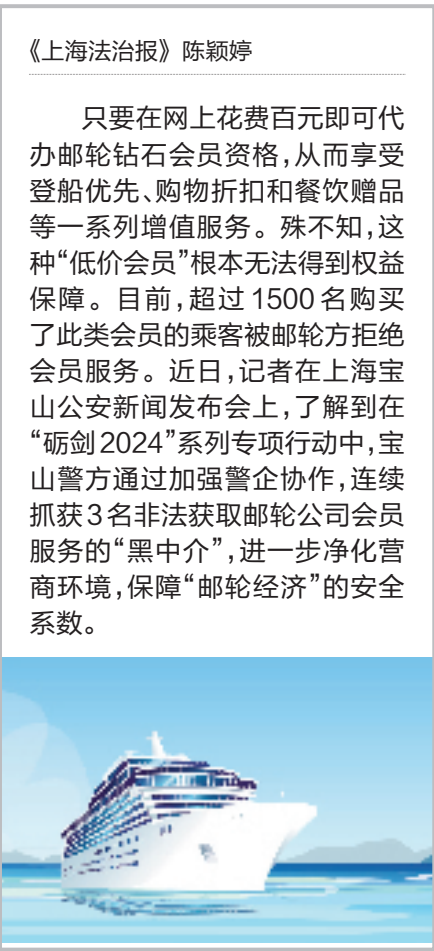 《上海法治报》陈颖婷
只要在网上花费百元即可代
办邮轮钻石会员资格，从而享受
登船优先、购物折扣和餐饮赠品
等一系列增值服务。殊不知，这
种“低价会员”根本无法得到权益
保障。目前，超过1500名购买
了此类会员的乘客被邮轮方拒绝
会员服务。近日，记者在上海宝
山公安新闻发布会上，了解到在
“砺剑2024”系列专项行动中，宝
山警方通过加强警企协作，连续
抓获3名非法获取邮轮公司会员
服务的“黑中介”，进一步净化营
商环境，保障“邮轮经济”的安全
系数。